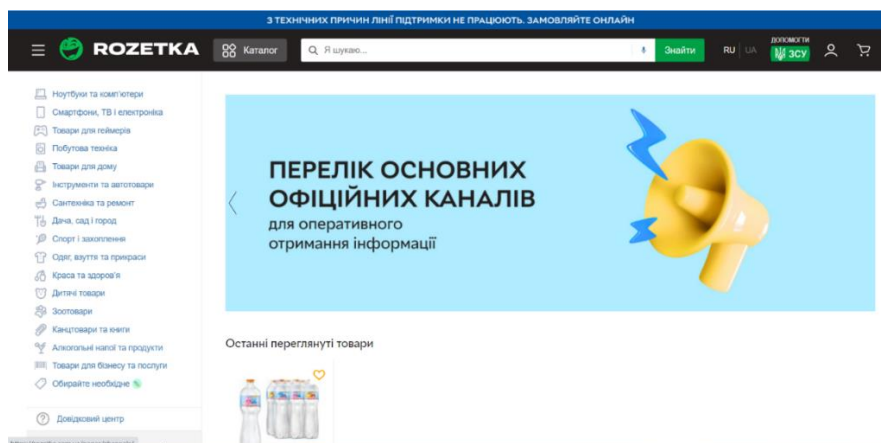 З ТЕХНІЧНИХ ПРИЧИН ЛІНІЇ ПІДТРИМКИ НЕ ПРАЦЮЮТЬ. ЗАМОВЛЯЙТЕ ОНЛАЙН
ROZETKA
Каталог
Я шукаю...
Знайти
RU UA
ДОПОМОГТИ
ЗСУ
Ноутбуки та комп'ютери
Смартфони, ТВ і електроніка
Товари для геймерів
Побутова техніка
Товари для дому
Інструменти та автотовари
Сантехніка та ремонт
Дача, сад і город
Спорт і захоплення
Одяг, взуття та прикраси
Краса та здоров'я
Дитячі товари
Зоотовари
Канцтовари та книги
Алкогольні напої та продукти
Товари для бізнесу та послуги
Обирайте необхідне
Довідковий центр
ПЕРЕЛІК ОСНОВНИХ
ОФІЦІЙНИХ КАНАЛІВ
для оперативного
отримання інформації
Останні переглянуті товари